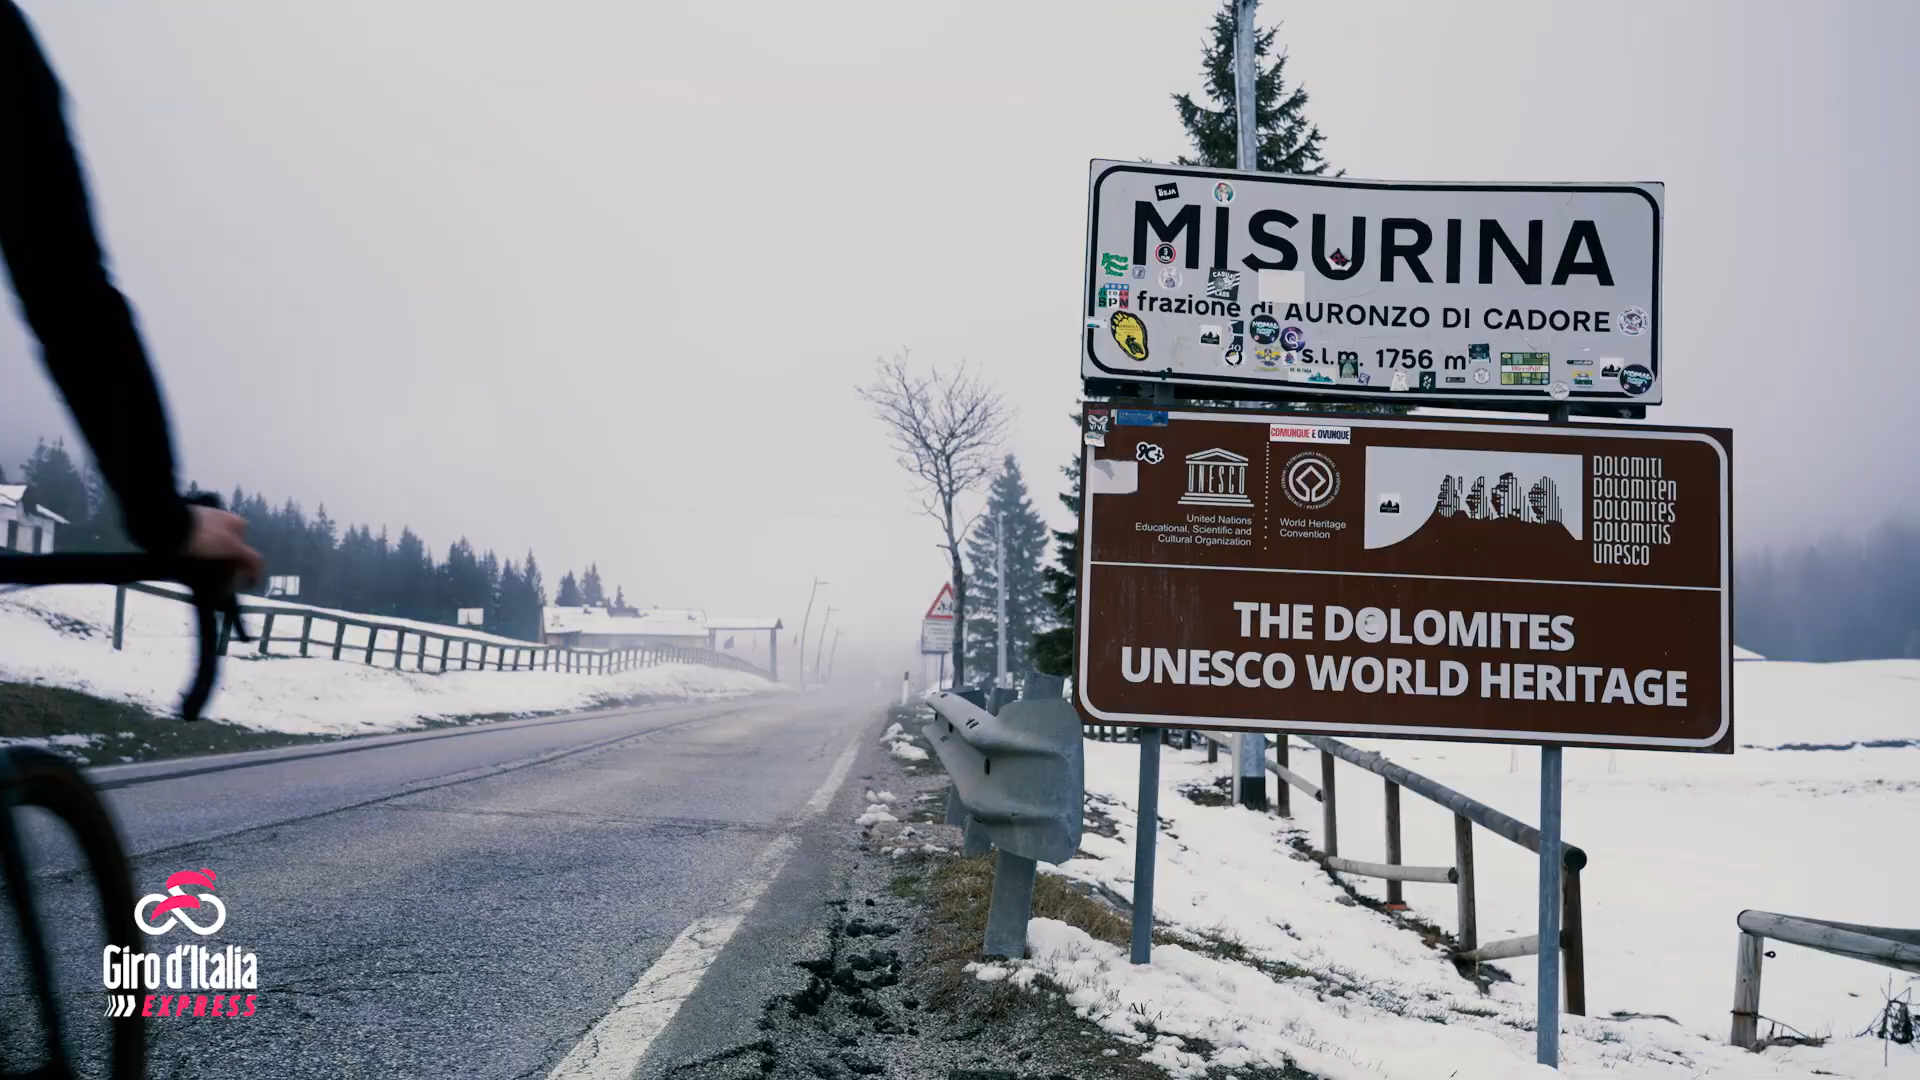 MISURINA
frazione di AURONZO DI CADORE
s.l.m. 1756 m
COMUNQUE E OVUNQUE
UNESCO
United Nations
Educational, Scientific and
Cultural Organization
World Heritage
Convention
DOLOMITI
DOLOMITEN
DOLOMITES
DOLOMITIS
UNESCO
THE DOLOMITES
UNESCO WORLD HERITAGE
Giro d'Italia
EXPRESS